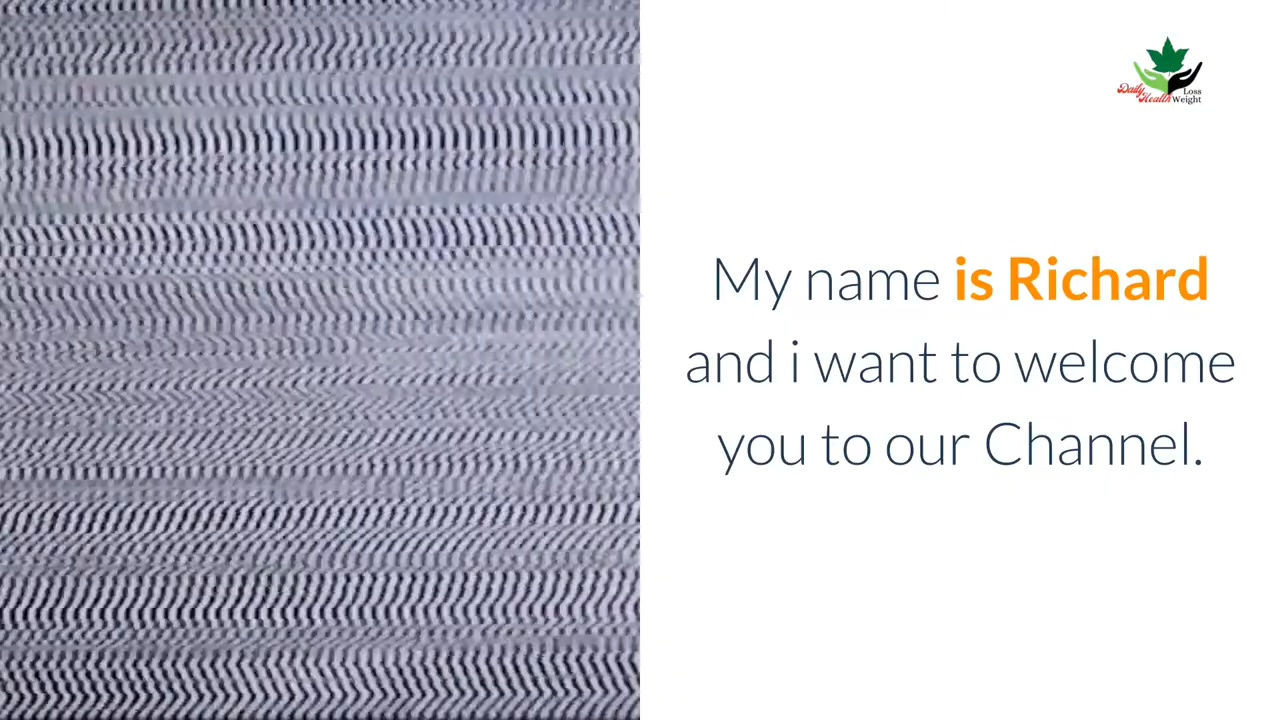 Daily Loss
Health Weight
My name is Richard
and i want to welcome
you to our Channel.